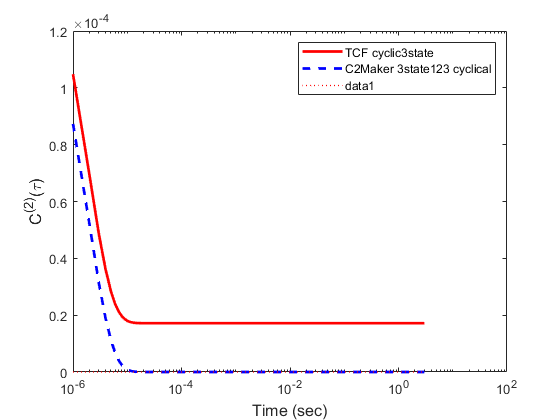 ×10⁻⁴
1.2
1
0.8
0.6
0.4
0.2
0
C⁽²⁾(τ)
TCF cyclic3state
C2Maker 3state123 cyclical
data1
10⁻⁶ 10⁻⁴ 10⁻² 10⁰ 10²
Time (sec)